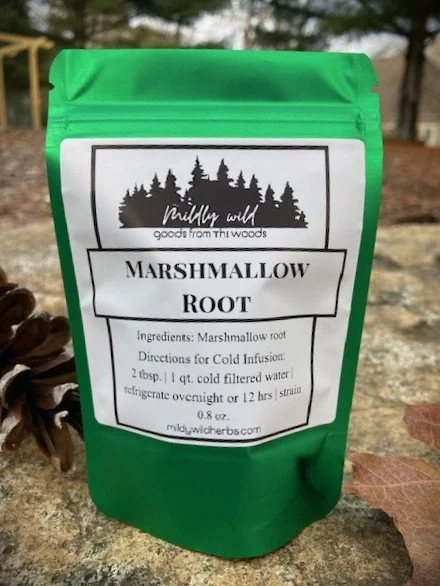 mildly wild
goods from THE woods
MARSHMALLOW
ROOT
Ingredients: Marshmallow root
Directions for Cold Infusion:
2 tbsp. | 1 qt. cold filtered water |
refrigerate overnight or 12 hrs | strain
0.8 oz.
mildywildherbs.com